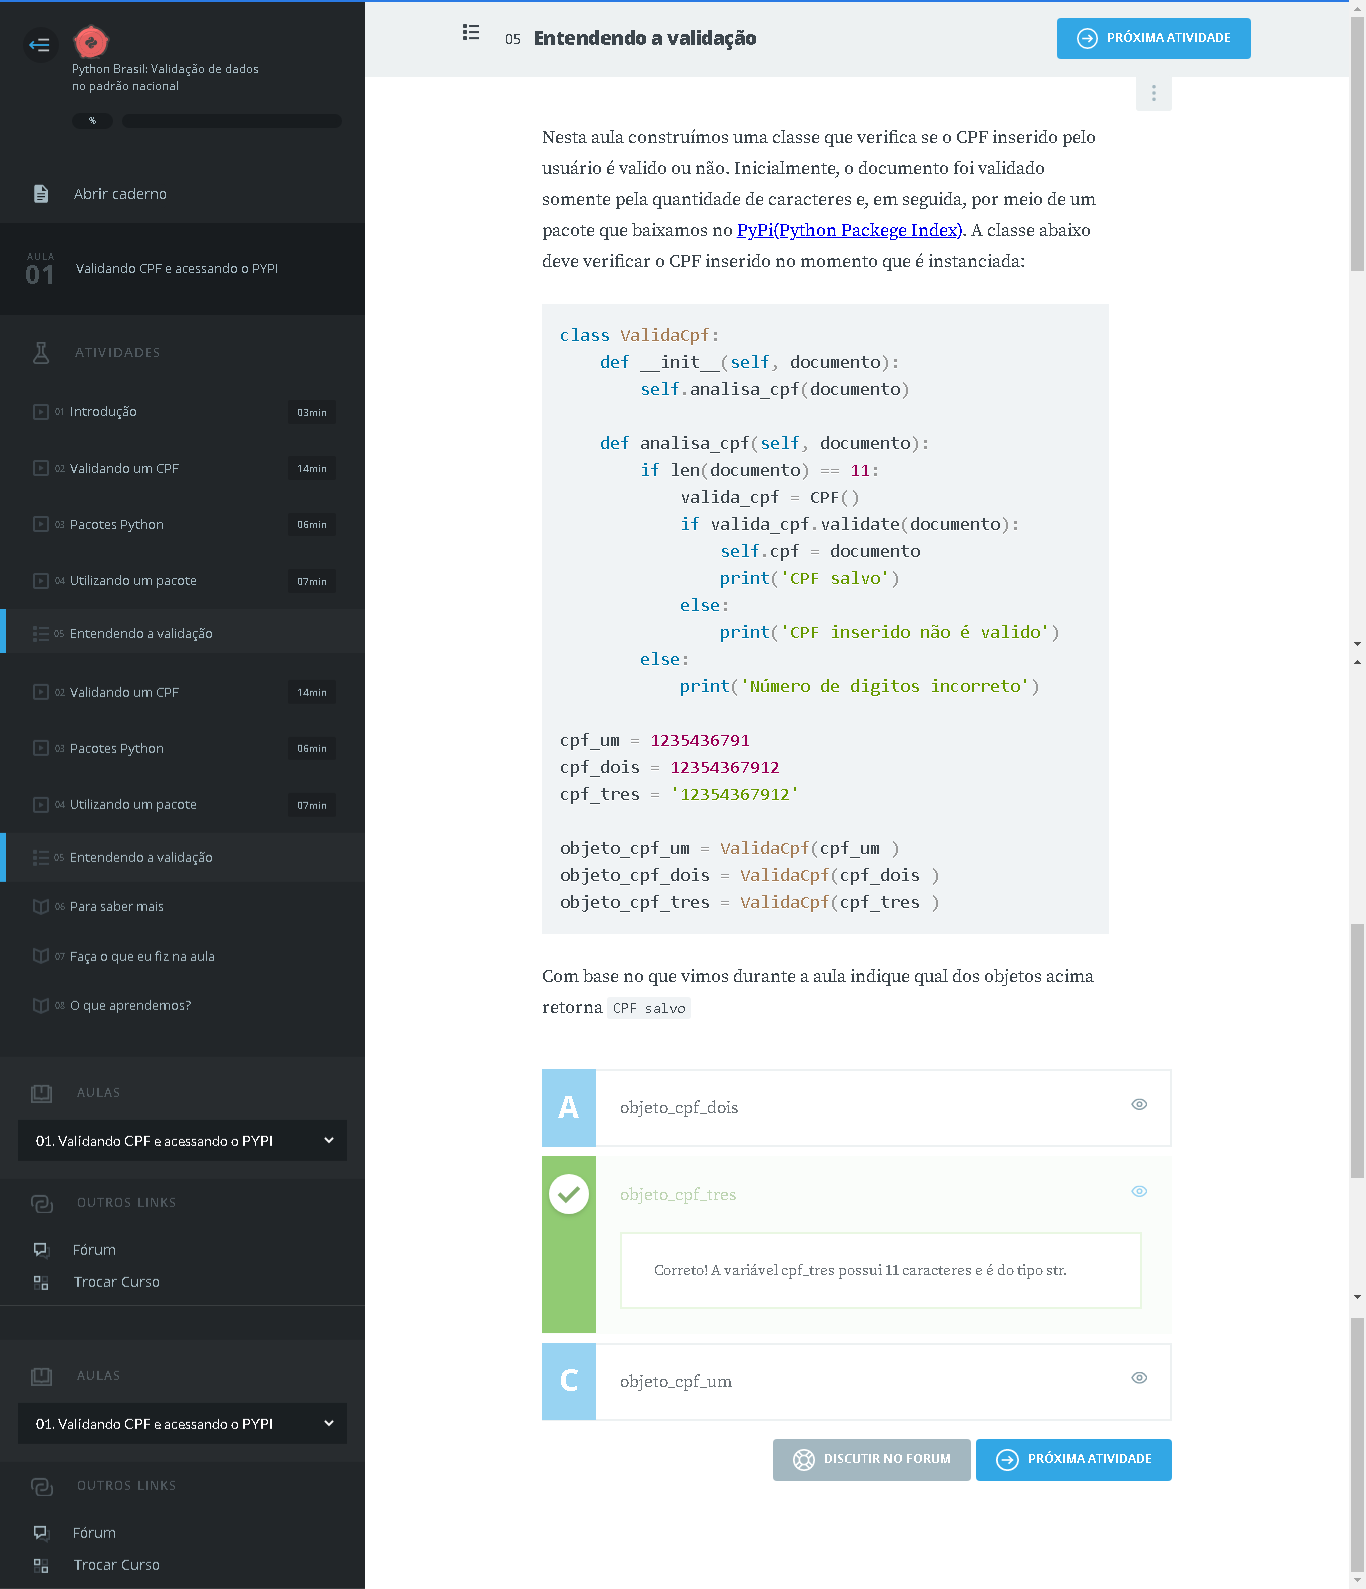 Python Brasil: Validação de dados
no padrão nacional
%
Abrir caderno
AULA
01
Validando CPF e acessando o PYPI
ATIVIDADES
01 Introdução 03min
02 Validando um CPF 14min
03 Pacotes Python 06min
04 Utilizando um pacote 07min
05 Entendendo a validação
02 Validando um CPF 14min
03 Pacotes Python 06min
04 Utilizando um pacote 07min
05 Entendendo a validação
06 Para saber mais
07 Faça o que eu fiz na aula
08 O que aprendemos?
AULAS
01. Validando CPF e acessando o PYPI
OUTROS LINKS
Fórum
Trocar Curso
AULAS
01. Validando CPF e acessando o PYPI
OUTROS LINKS
Fórum
Trocar Curso
05 Entendendo a validação
PRÓXIMA ATIVIDADE
Nesta aula construímos uma classe que verifica se o CPF inserido pelo
usuário é valido ou não. Inicialmente, o documento foi validado
somente pela quantidade de caracteres e, em seguida, por meio de um
pacote que baixamos no PyPi(Python Packege Index). A classe abaixo
deve verificar o CPF inserido no momento que é instanciada:
class ValidaCpf:
    def __init__(self, documento):
        self.analisa_cpf(documento)
    def analisa_cpf(self, documento):
        if len(documento) == 11:
            valida_cpf = CPF()
            if valida_cpf.validate(documento):
                self.cpf = documento
                print('CPF salvo')
            else:
                print('CPF inserido não é valido')
        else:
            print('Número de digitos incorreto')
cpf_um = 1235436791
cpf_dois = 12354367912
cpf_tres = '12354367912'
objeto_cpf_um = ValidaCpf(cpf_um )
objeto_cpf_dois = ValidaCpf(cpf_dois )
objeto_cpf_tres = ValidaCpf(cpf_tres )
Com base no que vimos durante a aula indique qual dos objetos acima
retorna CPF salvo
A objeto_cpf_dois
objeto_cpf_tres
Correto! A variável cpf_tres possui 11 caracteres e é do tipo str.
C objeto_cpf_um
DISCUTIR NO FORUM
PRÓXIMA ATIVIDADE